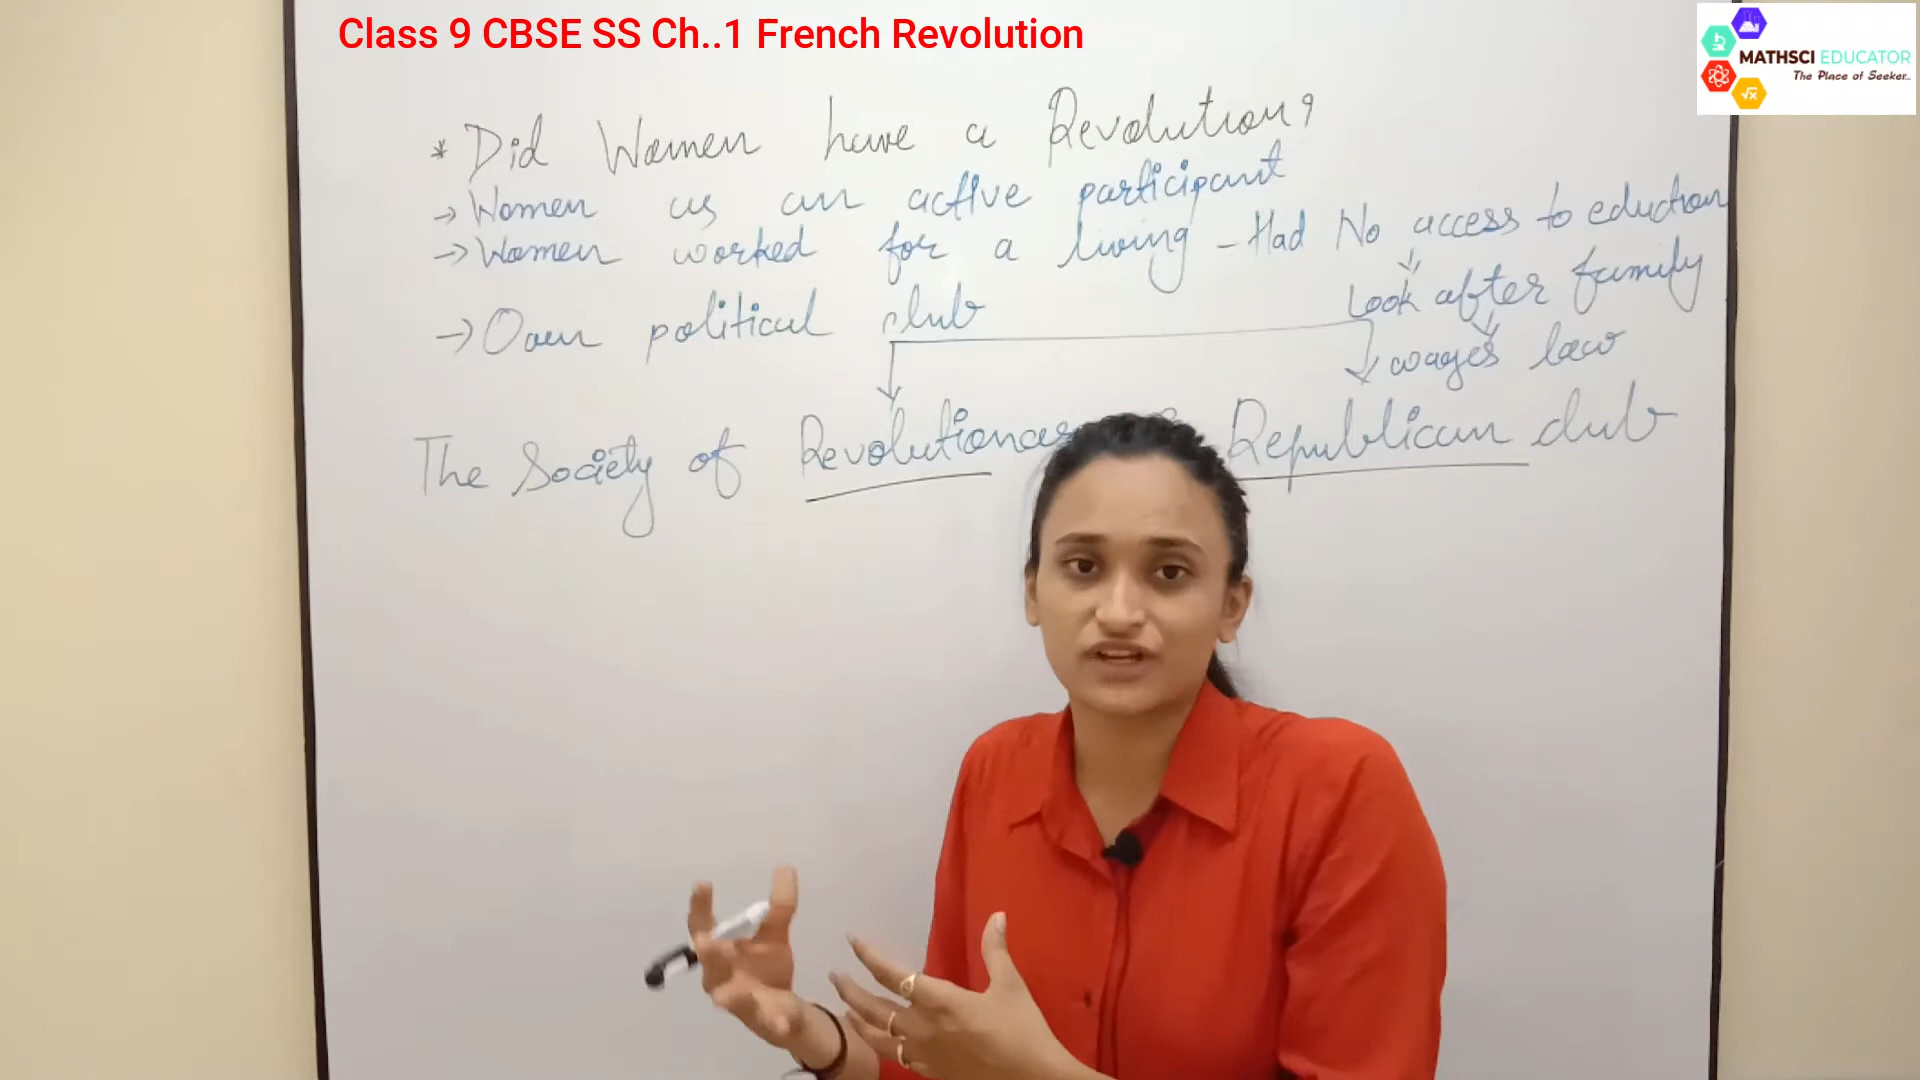 Class 9 CBSE SS Ch..1 French Revolution
MATHSCI EDUCATOR
The Place of Seeker...
* Did Women have a Revolution?
→ Women as an active participant
→ Women worked for a living - Had No access to eduction
↓
Look after family
↓
wages law
→ Own political club
The Society of Revolutionary Republican club